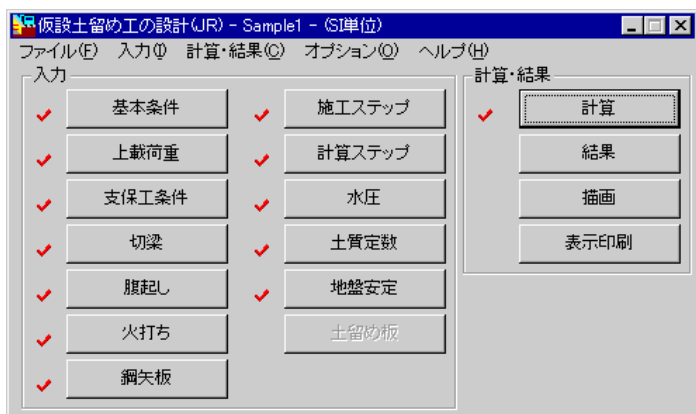 仮設土留め工の設計(JR) - Sample1 - (SI単位)
ファイル(F) 入力(I) 計算・結果(C) オプション(O) ヘルプ(H)
入力
基本条件
上載荷重
支保工条件
切梁
腹起し
火打ち
鋼矢板
施工ステップ
計算ステップ
水圧
土質定数
地盤安定
土留め板
計算・結果
計算
結果
描画
表示印刷